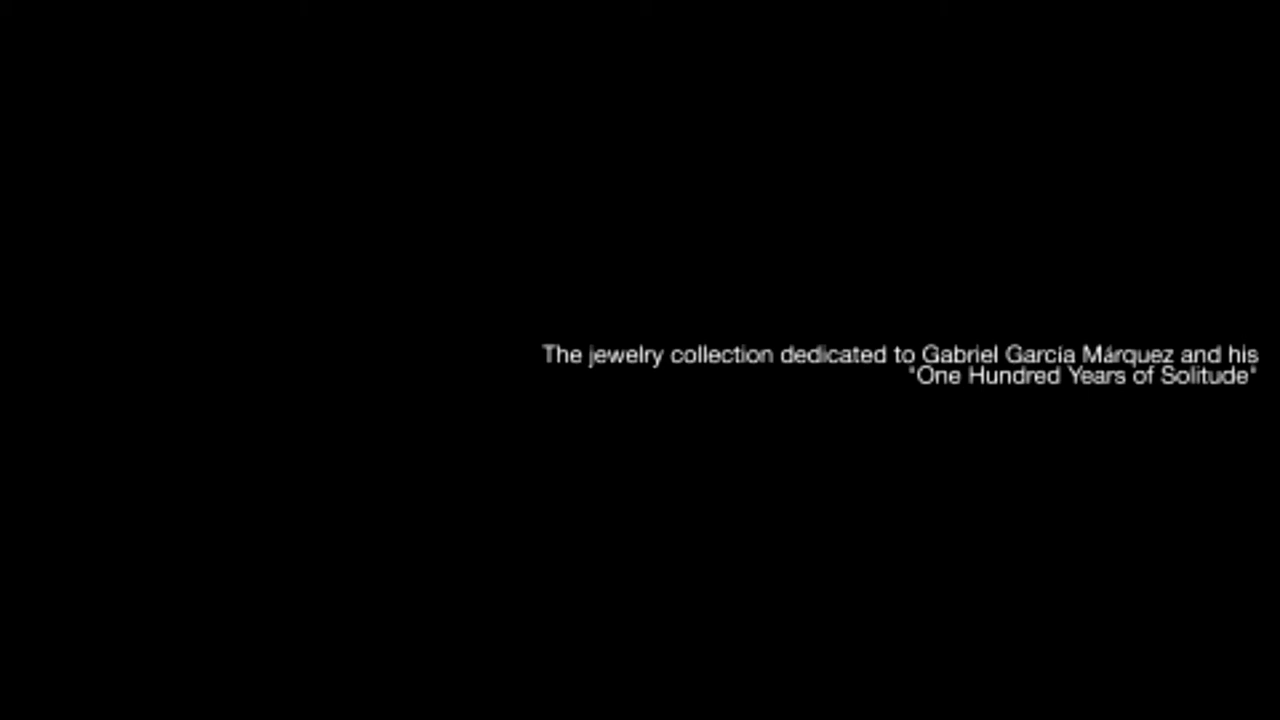 The jewelry collection dedicated to Gabriel García Márquez and his
"One Hundred Years of Solitude"